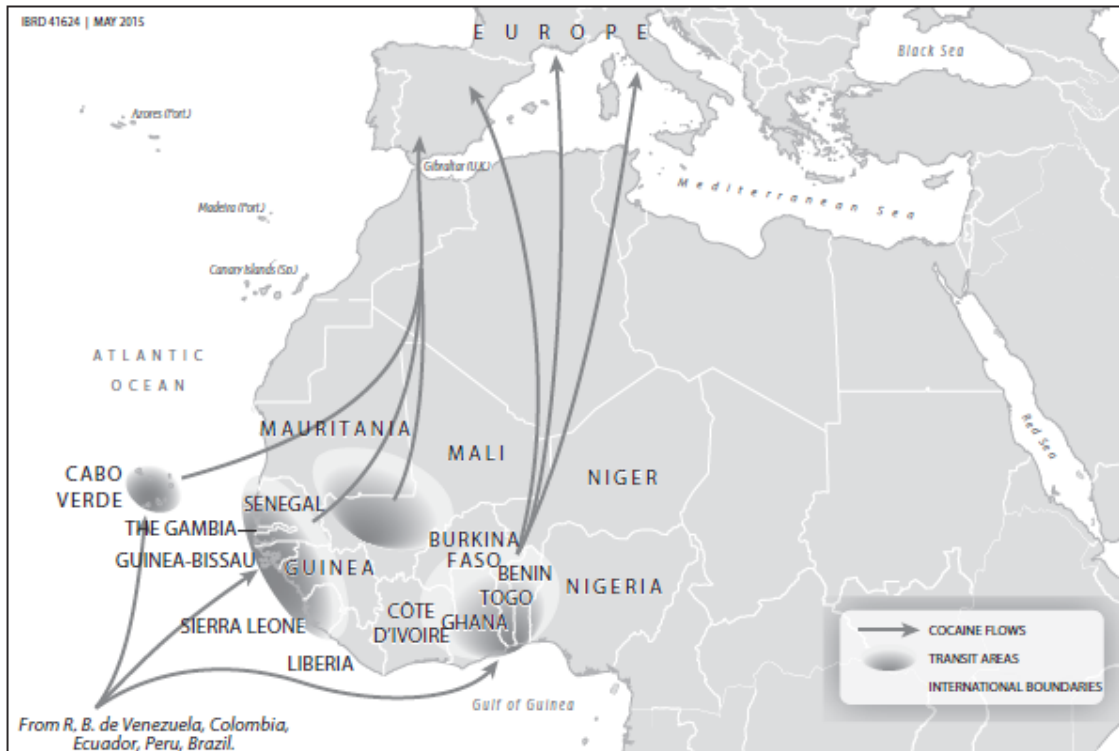 IBRD 41624 | MAY 2015
EUROPE
Black Sea
Azores (Port.)
Gibraltar (U.K.)
Mediterranean Sea
Madeira (Port.)
Canary Islands (Sp.)
ATLANTIC
OCEAN
Red Sea
MAURITANIA
MALI
NIGER
CABO
VERDE
SENEGAL
THE GAMBIA
GUINEA-BISSAU
GUINEA
BURKINA
FASO
BENIN
NIGERIA
TOGO
GHANA
CÔTE
D'IVOIRE
SIERRA LEONE
LIBERIA
Gulf of Guinea
From R. B. de Venezuela, Colombia,
Ecuador, Peru, Brazil.
COCAINE FLOWS
TRANSIT AREAS
INTERNATIONAL BOUNDARIES